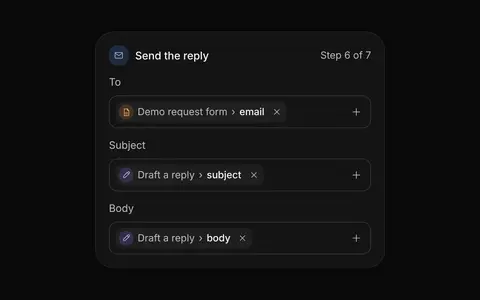 Send the reply Step 6 of 7
To
Demo request form › email
Subject
Draft a reply › subject
Body
Draft a reply › body